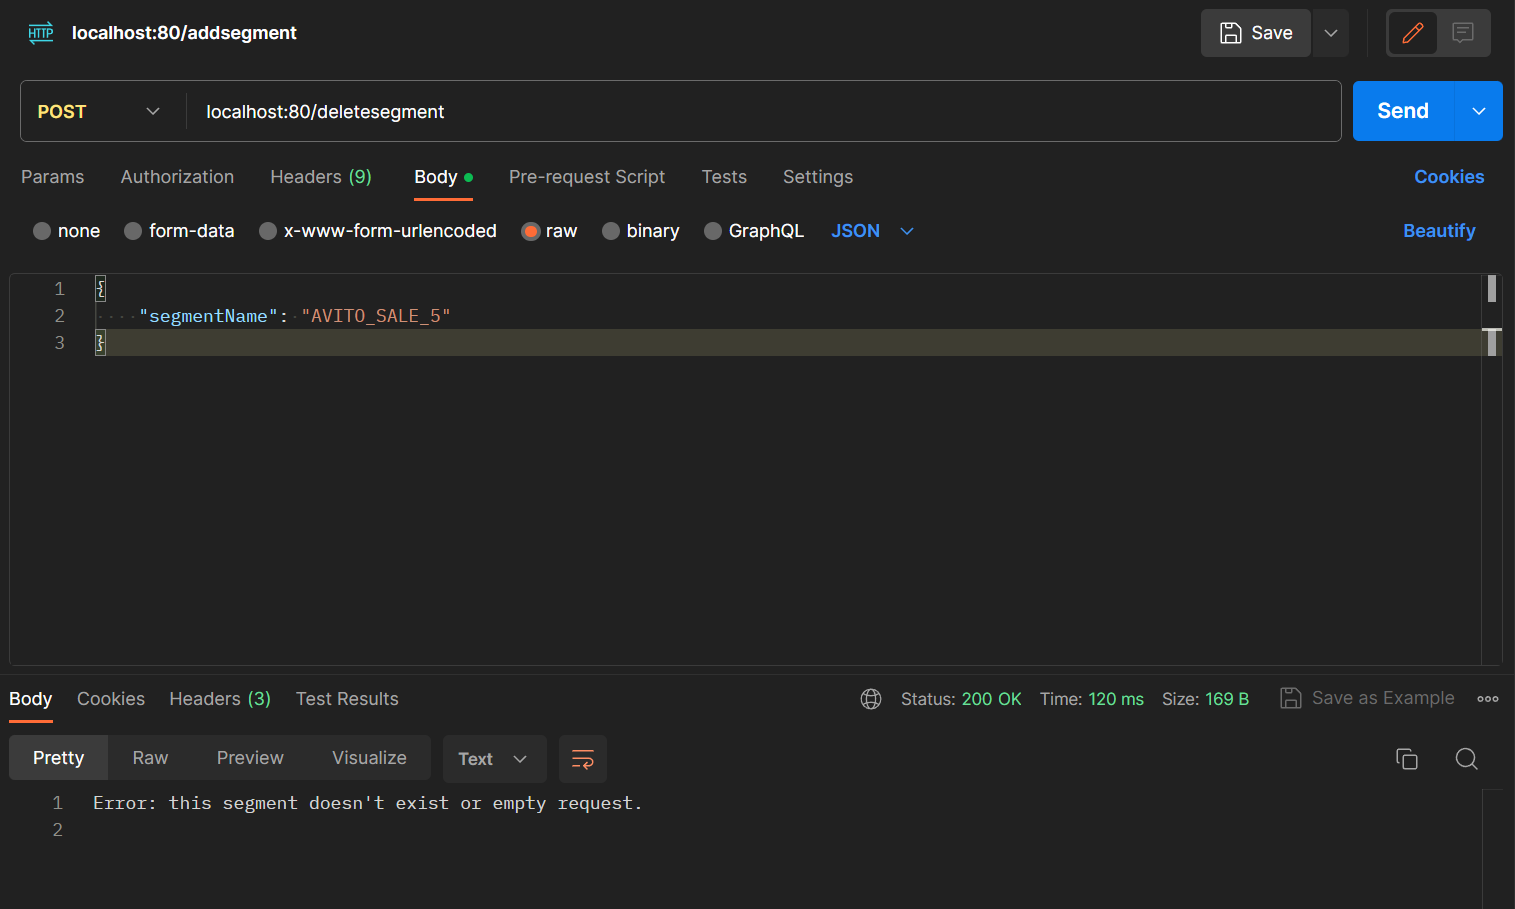 HTTP localhost:80/addsegment Save
POST localhost:80/deletesegment Send
Params Authorization Headers (9) Body Pre-request Script Tests Settings Cookies
none form-data x-www-form-urlencoded raw binary GraphQL JSON Beautify
1 {
2 "segmentName": "AVITO_SALE_5"
3 }
Body Cookies Headers (3) Test Results Status: 200 OK Time: 120 ms Size: 169 B Save as Example
Pretty Raw Preview Visualize Text
1 Error: this segment doesn't exist or empty request.
2